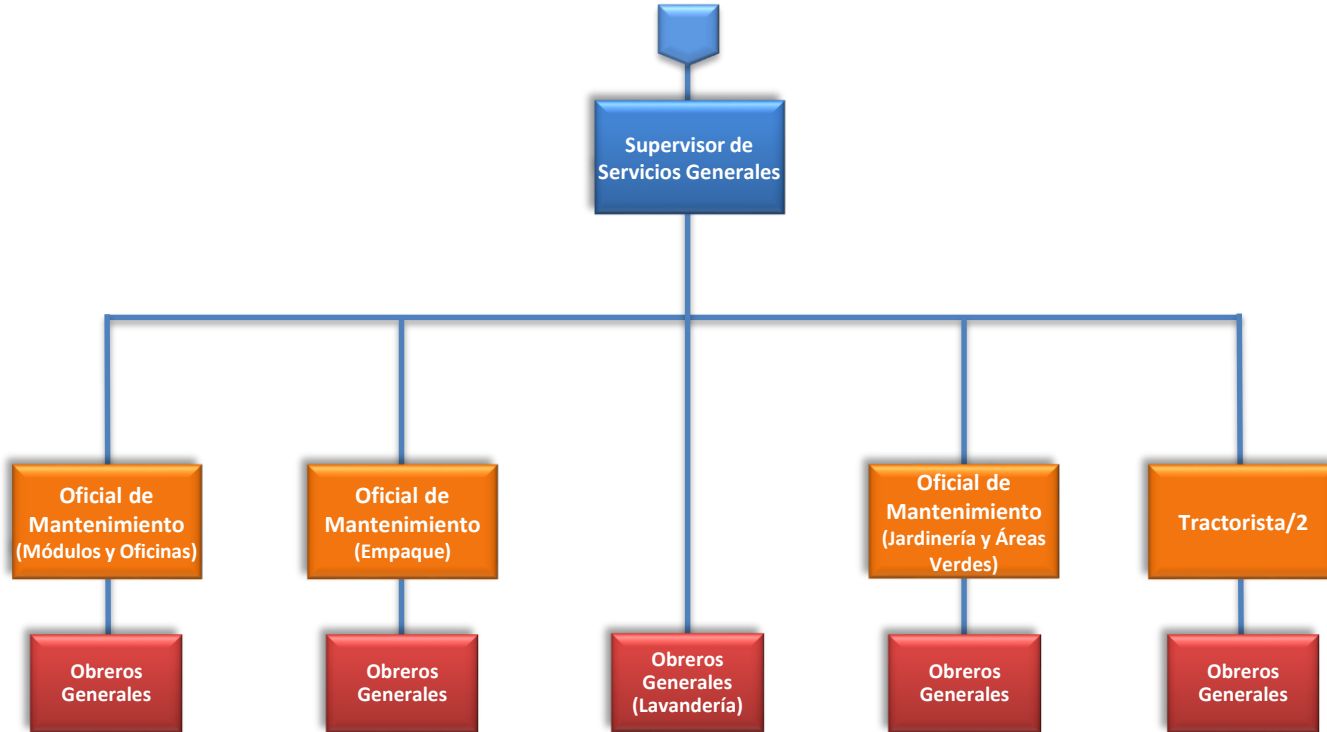 Supervisor de
Servicios Generales
Oficial de
Mantenimiento
(Módulos y Oficinas)
Oficial de
Mantenimiento
(Empaque)
Oficial de
Mantenimiento
(Jardinería y Áreas
Verdes)
Tractorista/2
Obreros
Generales
Obreros
Generales
Obreros
Generales
(Lavandería)
Obreros
Generales
Obreros
Generales